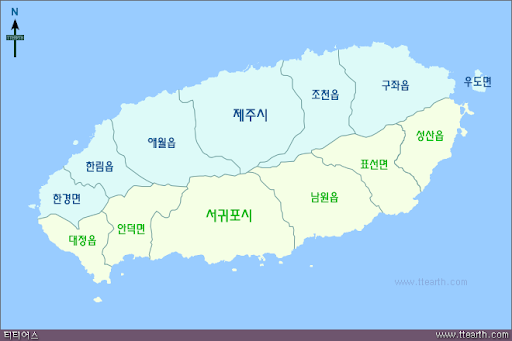 N
제주시
조천읍
구좌읍
우도면
애월읍
한림읍
한경면
성산읍
표선면
남원읍
서귀포시
안덕면
대정읍
www.ttearth.com
티티어스
www.ttearth.com